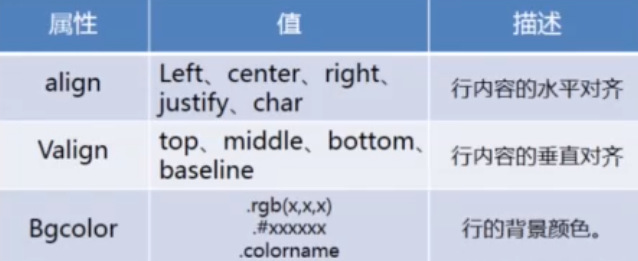 属性 值 描述
align Left、center、right、 行内容的水平对齐
justify、char
Valign top、middle、bottom、 行内容的垂直对齐
baseline
.rgb(x,x,x)
Bgcolor .#xxxxxx 行的背景颜色。
.colorname